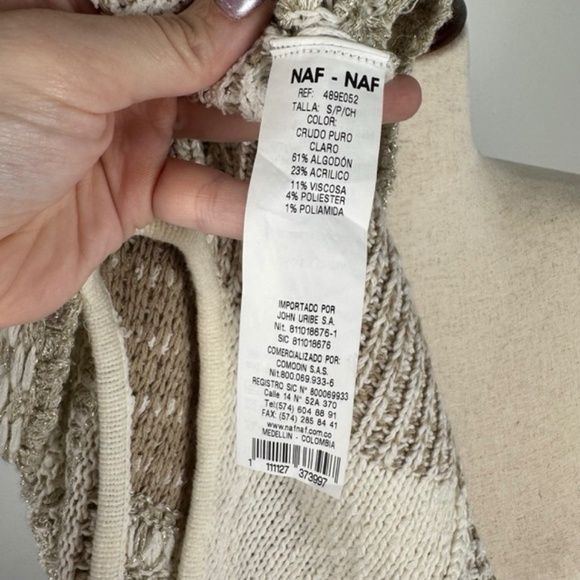 NAF - NAF
REF: 489E052
TALLA: S/P/CH
COLOR:
CRUDO PURO
CLARO
61% ALGODÓN
23% ACRILICO
11% VISCOSA
4% POLIESTER
1% POLIAMIDA
IMPORTADO POR
JOHN URIBE S.A.
Nit. 811018676-1
SIC 811018676
COMERCIALIZADO POR:
COMODIN S.A.S.
Nit.800.069.933-6
REGISTRO SIC N° 800069933
Calle 14 N° 52A 370
Tel:(574) 604 88 91
FAX: (574) 285 84 41
www.nafnaf.com.co
MEDELLIN - COLOMBIA
1 111127 373997